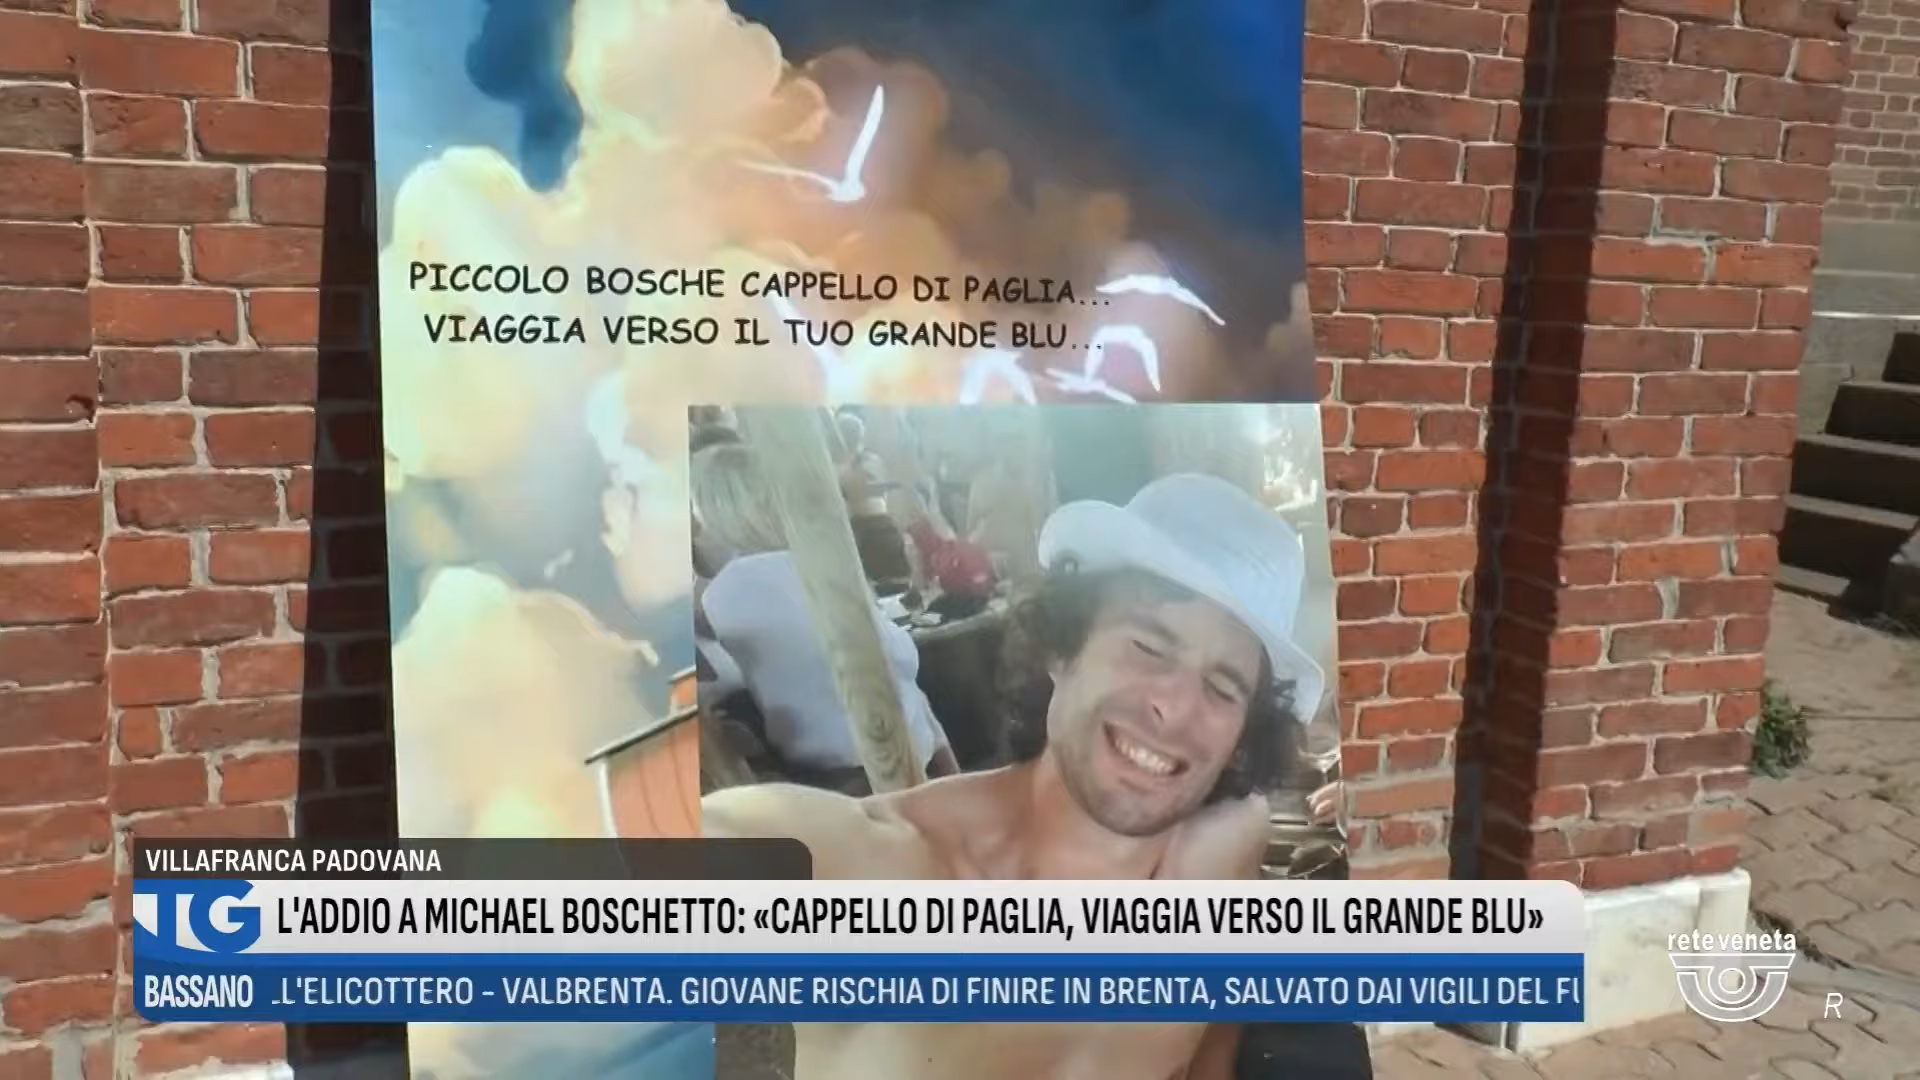 PICCOLO BOSCHE CAPPELLO DI PAGLIA...
VIAGGIA VERSO IL TUO GRANDE BLU...
VILLAFRANCA PADOVANA
TG L'ADDIO A MICHAEL BOSCHETTO: «CAPPELLO DI PAGLIA, VIAGGIA VERSO IL GRANDE BLU»
BASSANO ..L'ELICOTTERO - VALBRENTA. GIOVANE RISCHIA DI FINIRE IN BRENTA, SALVATO DAI VIGILI DEL FU
reteveneta
R